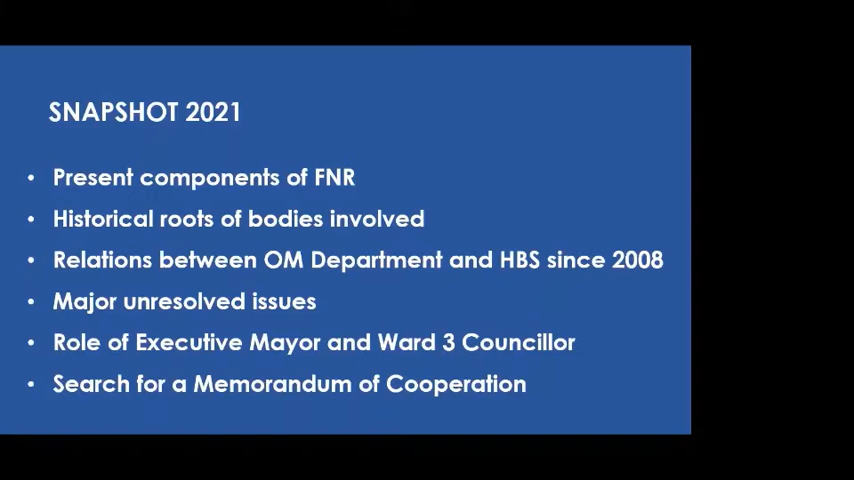 SNAPSHOT 2021
• Present components of FNR
• Historical roots of bodies involved
• Relations between OM Department and HBS since 2008
• Major unresolved issues
• Role of Executive Mayor and Ward 3 Councillor
• Search for a Memorandum of Cooperation